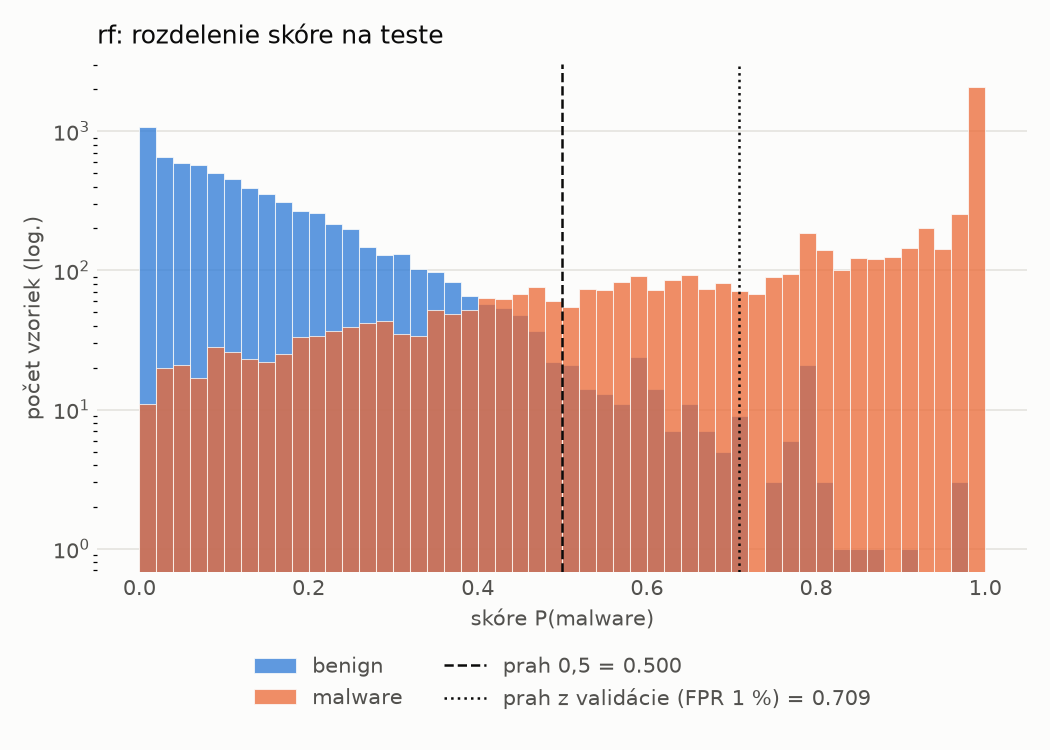 rf: rozdelenie skóre na teste
počet vzoriek (log.)
10³
10²
10¹
10⁰
0.0 0.2 0.4 0.6 0.8 1.0
skóre P(malware)
benign
malware
prah 0,5 = 0.500
prah z validácie (FPR 1 %) = 0.709